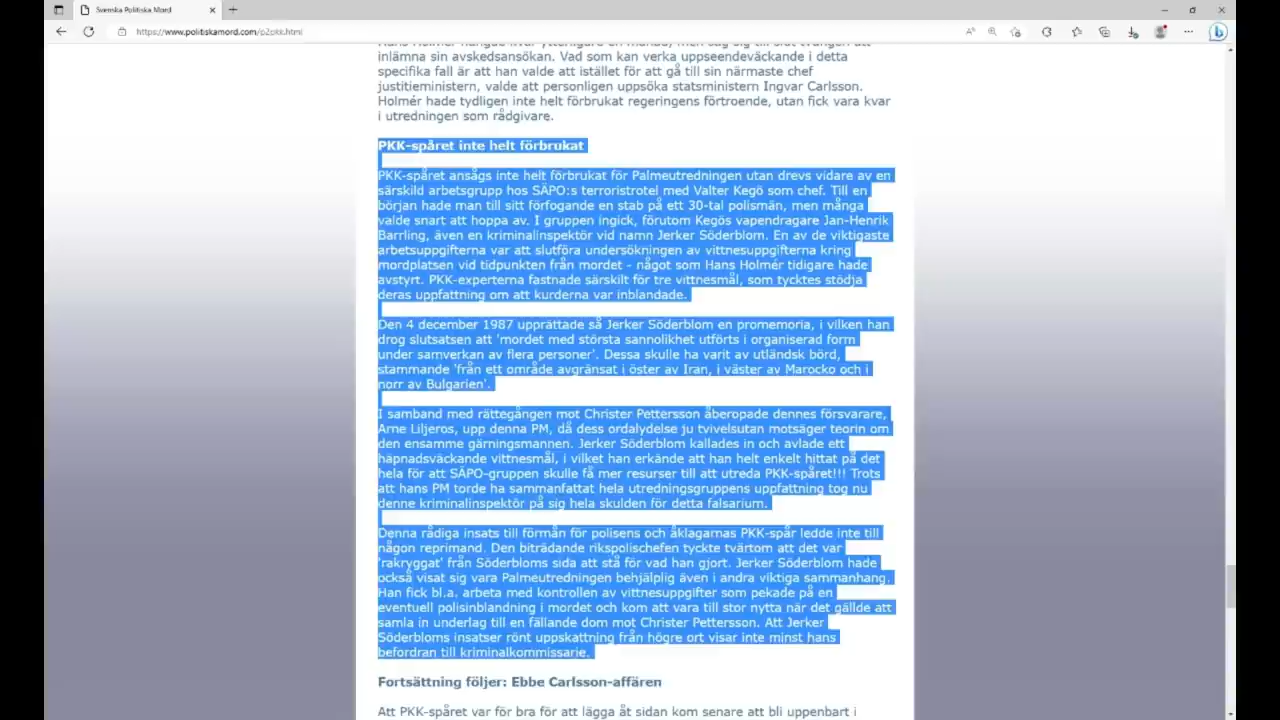 Svenska Politiska Mord
https://www.politiskamord.com/p2pkk.html
inlämna sin avskedsansökan. Vad som kan verka uppseendeväckande i detta
specifika fall är att han valde att istället för att gå till sin närmaste chef
justitieministern, valde att personligen uppsöka statsministern Ingvar Carlsson.
Holmér hade tydligen inte helt förbrukat regeringens förtroende, utan fick vara kvar
i utredningen som rådgivare.
PKK-spåret inte helt förbrukat
PKK-spåret ansågs inte helt förbrukat för Palmeutredningen utan drevs vidare av en
särskild arbetsgrupp hos SÄPO:s terroristrotel med Valter Kegö som chef. Till en
början hade man till sitt förfogande en stab på ett 30-tal polismän, men många
valde snart att hoppa av. I gruppen ingick, förutom Kegös vapendragare Jan-Henrik
Barrling, även en kriminalinspektör vid namn Jerker Söderblom. En av de viktigaste
arbetsuppgifterna var att slutföra undersökningen av vittnesuppgifterna kring
mordplatsen vid tidpunkten från mordet - något som Hans Holmér tidigare hade
avstyrt. PKK-experterna fastnade särskilt för tre vittnesmål, som tycktes stödja
deras uppfattning om att kurderna var inblandade.
Den 4 december 1987 upprättade så Jerker Söderblom en promemoria, i vilken han
drog slutsatsen att 'mordet med största sannolikhet utförts i organiserad form
under samverkan av flera personer'. Dessa skulle ha varit av utländsk börd,
stammande 'från ett område avgränsat i öster av Iran, i väster av Marocko och i
norr av Bulgarien'.
I samband med rättegången mot Christer Pettersson åberopade dennes försvarare,
Arne Liljeros, upp denna PM, då dess ordalydelse ju tvivelsutan motsäger teorin om
den ensamme gärningsmannen. Jerker Söderblom kallades in och avlade ett
häpnadsväckande vittnesmål, i vilket han erkände att han helt enkelt hittat på det
hela för att SÄPO-gruppen skulle få mer resurser till att utreda PKK-spåret!!! Trots
att hans PM torde ha sammanfattat hela utredningsgruppens uppfattning tog nu
denne kriminalinspektör på sig hela skulden för detta falsarium.
Denna rådiga insats till förmån för polisens och åklagarnas PKK-spår ledde inte till
någon reprimand. Den biträdande rikspolischefen tyckte tvärtom att det var
'rakryggat' från Söderbloms sida att stå för vad han gjort. Jerker Söderblom hade
också visat sig vara Palmeutredningen behjälplig även i andra viktiga sammanhang.
Han fick bl.a. arbeta med kontrollen av vittnesuppgifter som pekade på en
eventuell polisinblandning i mordet och kom att vara till stor nytta när det gällde att
samla in underlag till en fällande dom mot Christer Pettersson. Att Jerker
Söderbloms insatser rönt uppskattning från högre ort visar inte minst hans
befordran till kriminalkommissarie.
Fortsättning följer: Ebbe Carlsson-affären
Att PKK-spåret var för bra för att lägga åt sidan kom senare att bli uppenbart i